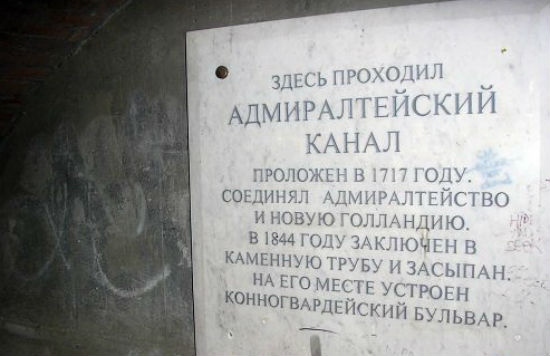 ЗДЕСЬ ПРОХОДИЛ
АДМИРАЛТЕЙСКИЙ
КАНАЛ
ПРОЛОЖЕН В 1717 ГОДУ.
СОЕДИНЯЛ АДМИРАЛТЕЙСТВО
И НОВУЮ ГОЛЛАНДИЮ.
В 1844 ГОДУ ЗАКЛЮЧЕН В
КАМЕННУЮ ТРУБУ И ЗАСЫПАН.
НА ЕГО МЕСТЕ УСТРОЕН
КОННОГВАРДЕЙСКИЙ БУЛЬВАР.